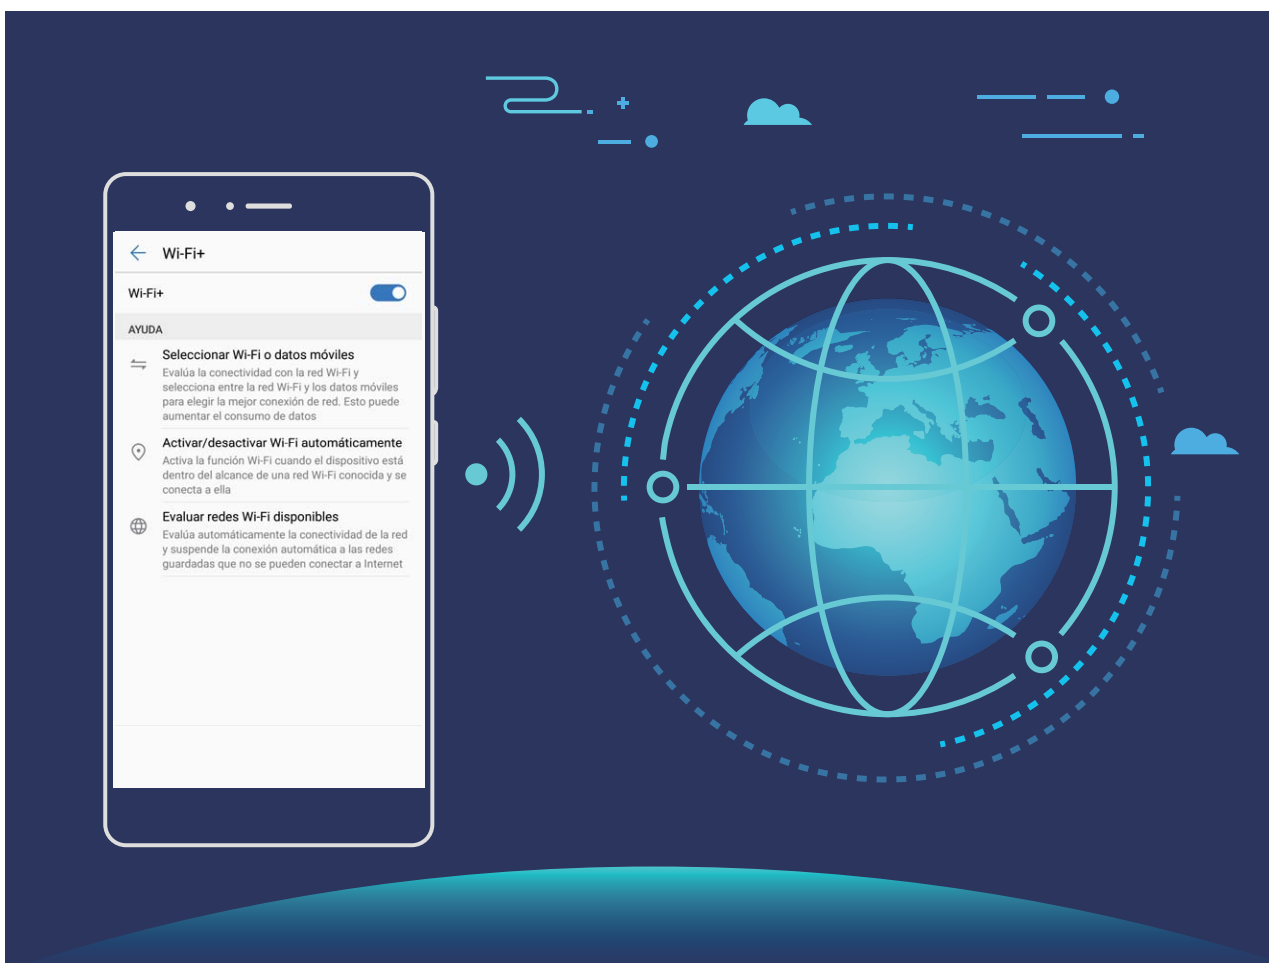 Wi-Fi+
Wi-Fi+
AYUDA
Seleccionar Wi-Fi o datos móviles
Evalúa la conectividad con la red Wi-Fi y
selecciona entre la red Wi-Fi y los datos móviles
para elegir la mejor conexión de red. Esto puede
aumentar el consumo de datos
Activar/desactivar Wi-Fi automáticamente
Activa la función Wi-Fi cuando el dispositivo está
dentro del alcance de una red Wi-Fi conocida y se
conecta a ella
Evaluar redes Wi-Fi disponibles
Evalúa automáticamente la conectividad de la red
y suspende la conexión automática a las redes
guardadas que no se pueden conectar a Internet